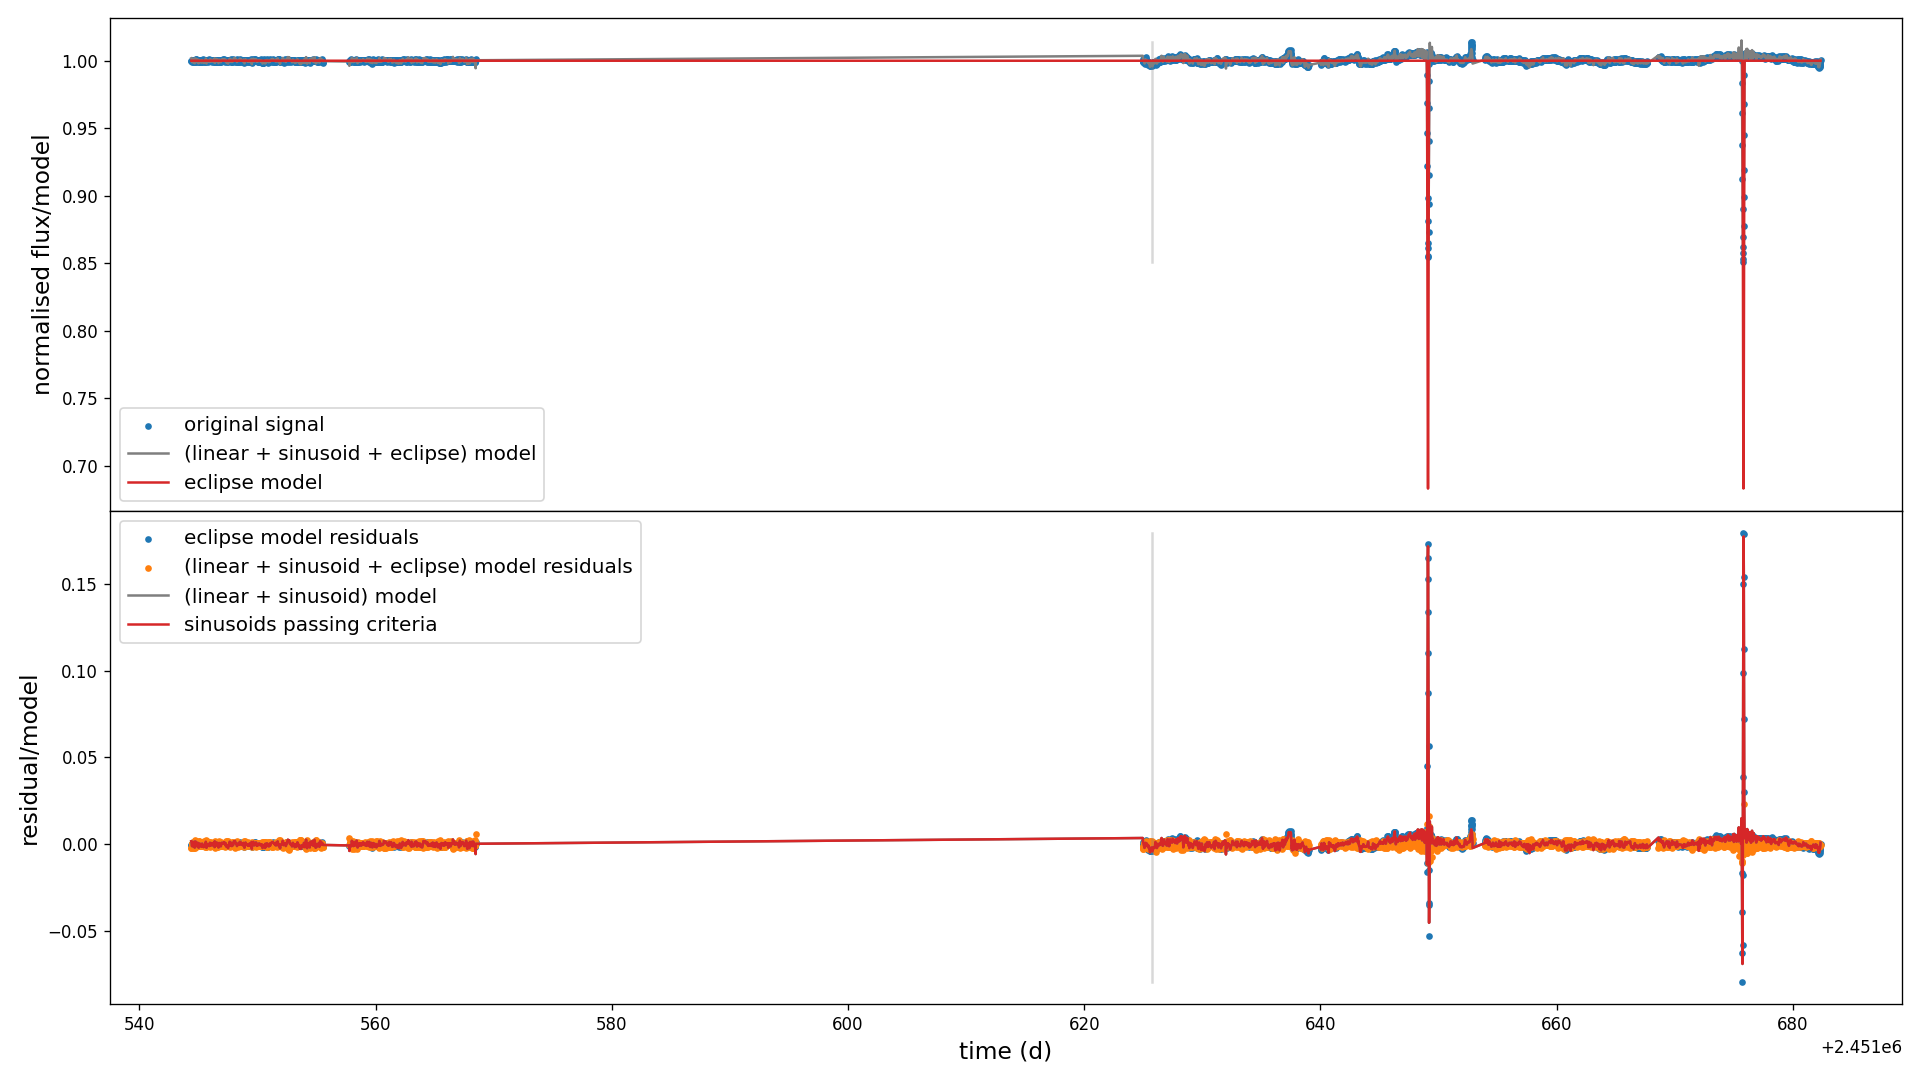 1.00
0.95
0.90
0.85
0.80
0.75
0.70
normalised flux/model
original signal
(linear + sinusoid + eclipse) model
eclipse model
eclipse model residuals
(linear + sinusoid + eclipse) model residuals
(linear + sinusoid) model
sinusoids passing criteria
0.15
0.10
0.05
0.00
−0.05
residual/model
540 560 580 600 620 640 660 680
time (d)
+2.451e6